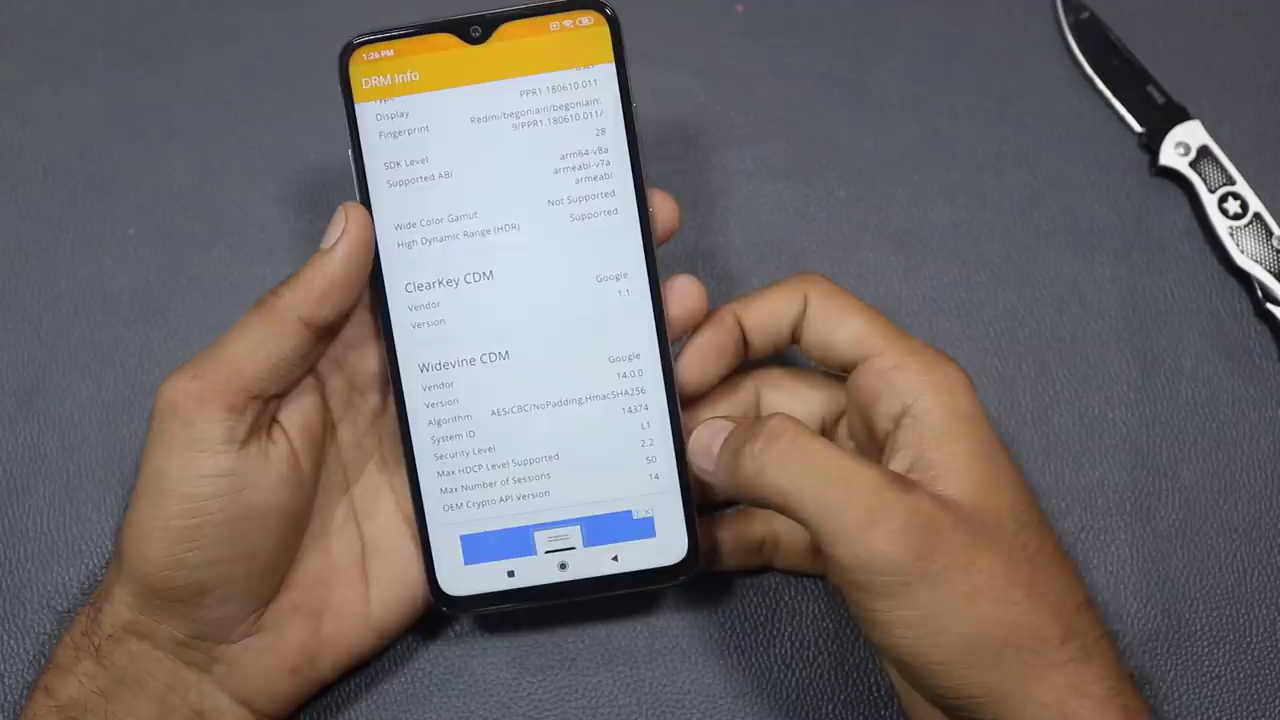 1:26 PM
DRM Info
Type
Display PPR1.180610.011
Fingerprint Redmi/begoniain/begoniain:
9/PPR1.180610.011/
SDK Level 28
Supported ABI arm64-v8a
armeabi-v7a
armeabi
Wide Color Gamut Not Supported
High Dynamic Range (HDR) Supported
ClearKey CDM
Vendor Google
Version 1.1
Widevine CDM
Vendor Google
Version 14.0.0
Algorithm AES/CBC/NoPadding,HmacSHA256
System ID 14374
Security Level L1
Max HDCP Level Supported 2.2
Max Number of Sessions 50
OEM Crypto API Version 14